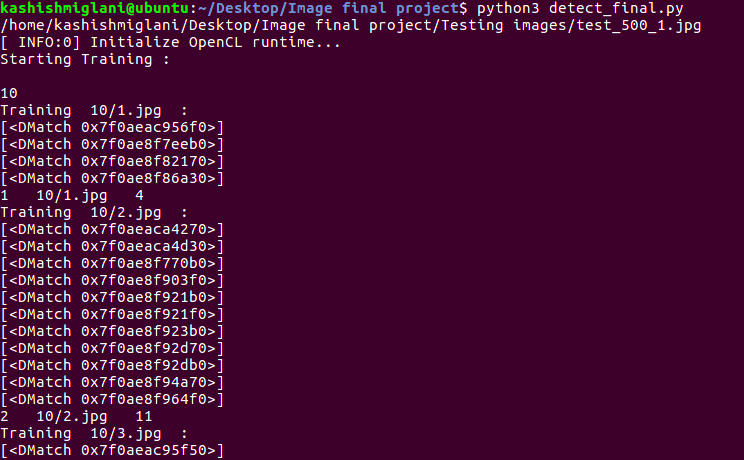 kashishmiglani@ubuntu:~/Desktop/Image final project$ python3 detect_final.py
/home/kashishmiglani/Desktop/Image final project/Testing images/test_500_1.jpg
[ INFO:0] Initialize OpenCL runtime...
Starting Training :
10
Training  10/1.jpg  :
[<DMatch 0x7f0aeac956f0>]
[<DMatch 0x7f0ae8f7eeb0>]
[<DMatch 0x7f0ae8f82170>]
[<DMatch 0x7f0ae8f86a30>]
1   10/1.jpg   4
Training  10/2.jpg  :
[<DMatch 0x7f0aeaca4270>]
[<DMatch 0x7f0aeaca4d30>]
[<DMatch 0x7f0ae8f770b0>]
[<DMatch 0x7f0ae8f903f0>]
[<DMatch 0x7f0ae8f921b0>]
[<DMatch 0x7f0ae8f921f0>]
[<DMatch 0x7f0ae8f923b0>]
[<DMatch 0x7f0ae8f92d70>]
[<DMatch 0x7f0ae8f92db0>]
[<DMatch 0x7f0ae8f94a70>]
[<DMatch 0x7f0ae8f964f0>]
2   10/2.jpg   11
Training  10/3.jpg  :
[<DMatch 0x7f0aeac95f50>]